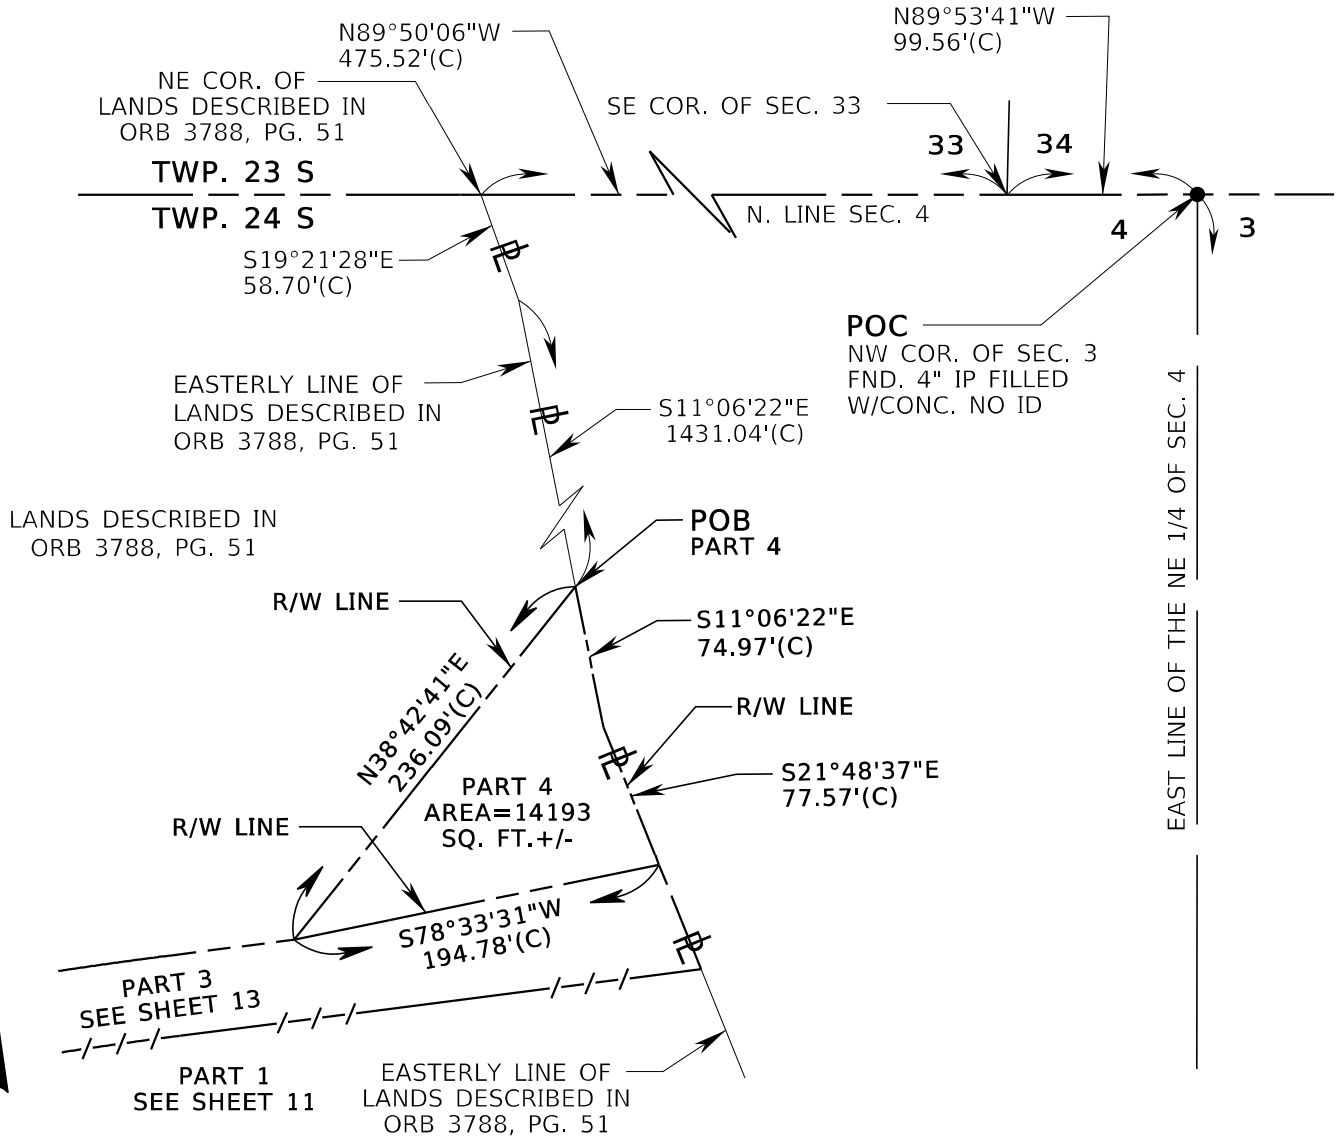 N89°50'06"W
475.52'(C)
N89°53'41"W
99.56'(C)
NE COR. OF
LANDS DESCRIBED IN
ORB 3788, PG. 51
SE COR. OF SEC. 33
33
34
TWP. 23 S
TWP. 24 S
N. LINE SEC. 4
4
3
S19°21'28"E
58.70'(C)
PL
POC
NW COR. OF SEC. 3
FND. 4" IP FILLED
W/CONC. NO ID
EASTERLY LINE OF
LANDS DESCRIBED IN
ORB 3788, PG. 51
PL
S11°06'22"E
1431.04'(C)
EAST LINE OF THE NE 1/4 OF SEC. 4
LANDS DESCRIBED IN
ORB 3788, PG. 51
POB
PART 4
R/W LINE
S11°06'22"E
74.97'(C)
N38°42'41"E
236.09'(C)
R/W LINE
PL
S21°48'37"E
77.57'(C)
PART 4
AREA=14193
SQ. FT.+/-
R/W LINE
S78°33'31"W
194.78'(C)
PL
PART 3
SEE SHEET 13
PART 1
SEE SHEET 11
EASTERLY LINE OF
LANDS DESCRIBED IN
ORB 3788, PG. 51